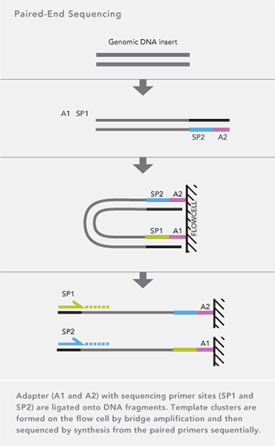 Paired-End Sequencing
Genomic DNA insert
A1 SP1
SP2 A2
SP2 A2
FLOWCELL
SP1 A1
SP1
A2
SP2
A1
Adapter (A1 and A2) with sequencing primer sites (SP1 and
SP2) are ligated onto DNA fragments. Template clusters are
formed on the flow cell by bridge amplification and then
sequenced by synthesis from the paired primers sequentially.